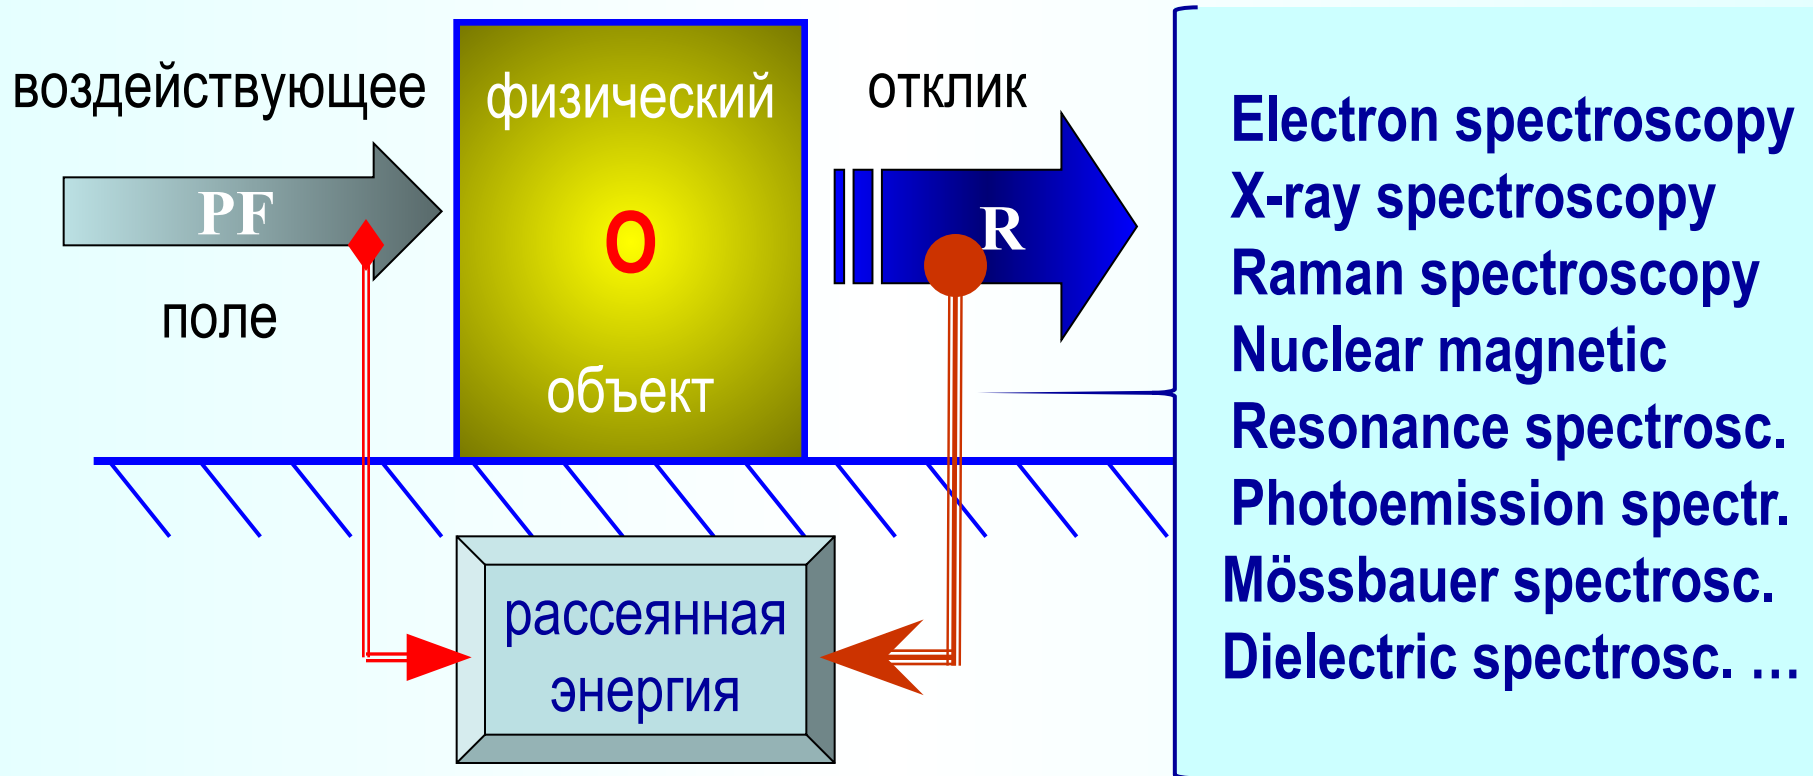 воздействующее
PF
поле
физический
O
объект
отклик
R
рассеянная
энергия
Electron spectroscopy
X-ray spectroscopy
Raman spectroscopy
Nuclear magnetic
Resonance spectrosc.
Photoemission spectr.
Mössbauer spectrosc.
Dielectric spectrosc. …